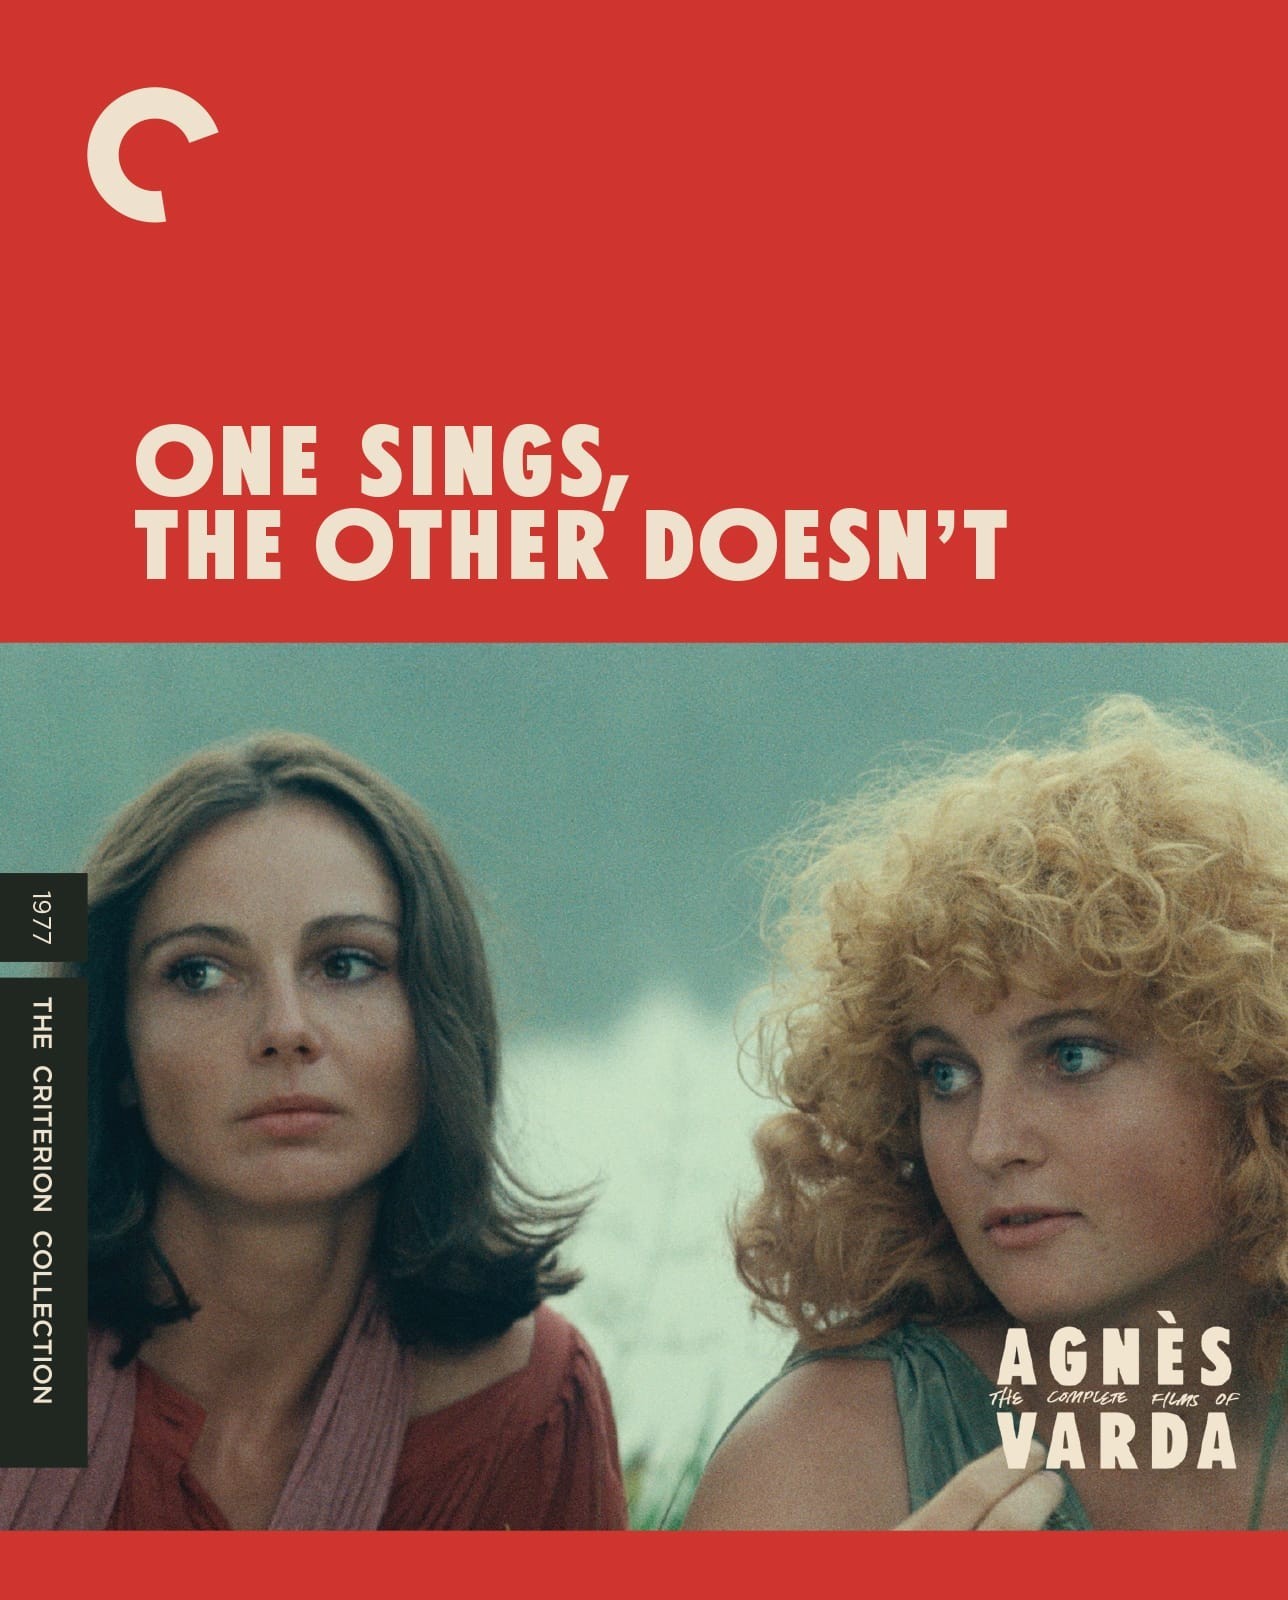 ONE SINGS,
THE OTHER DOESN'T
1977
THE CRITERION COLLECTION
AGNÈS
THE COMPLETE FILMS OF
VARDA